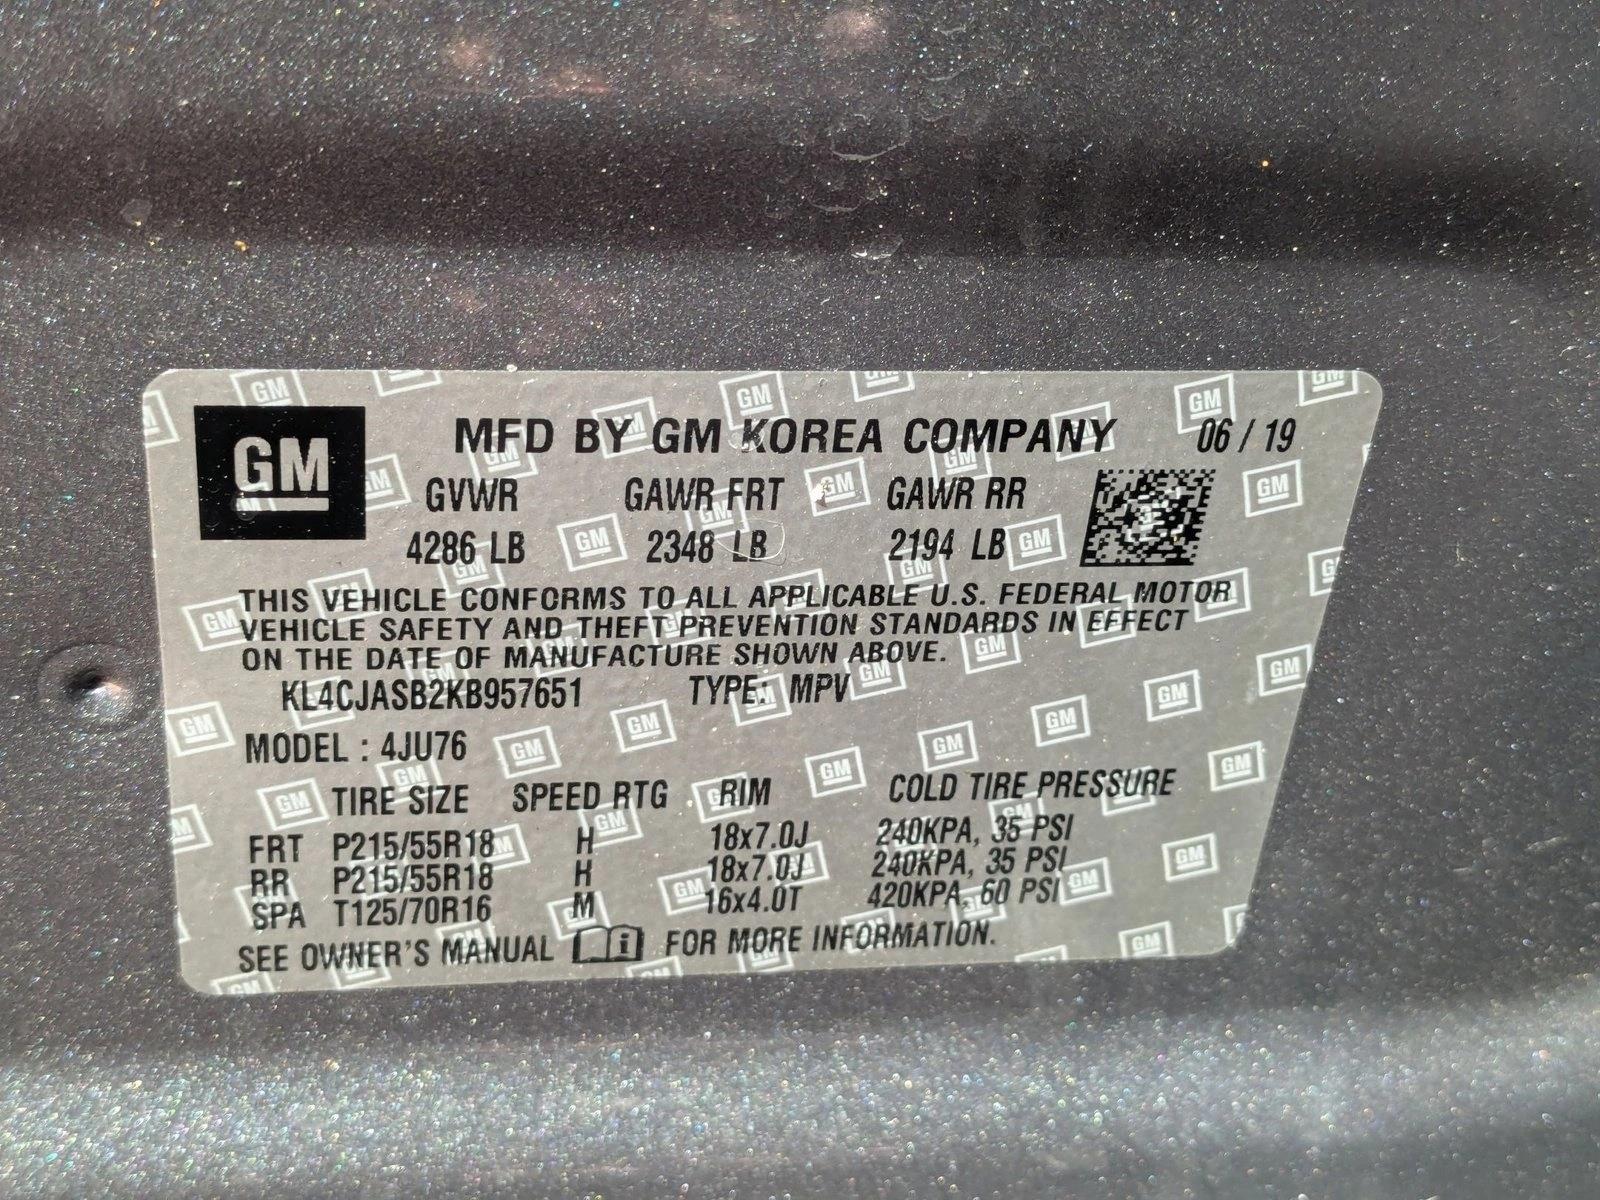 GM
MFD BY GM KOREA COMPANY 06 / 19
GVWR GAWR FRT GAWR RR
4286 LB 2348 LB 2194 LB
THIS VEHICLE CONFORMS TO ALL APPLICABLE U.S. FEDERAL MOTOR
VEHICLE SAFETY AND THEFT PREVENTION STANDARDS IN EFFECT
ON THE DATE OF MANUFACTURE SHOWN ABOVE.
KL4CJASB2KB957651 TYPE: MPV
MODEL : 4JU76
TIRE SIZE SPEED RTG RIM COLD TIRE PRESSURE
FRT P215/55R18 H 18x7.0J 240KPA, 35 PSI
RR P215/55R18 H 18x7.0J 240KPA, 35 PSI
SPA T125/70R16 M 16x4.0T 420KPA, 60 PSI
SEE OWNER'S MANUAL i FOR MORE INFORMATION.